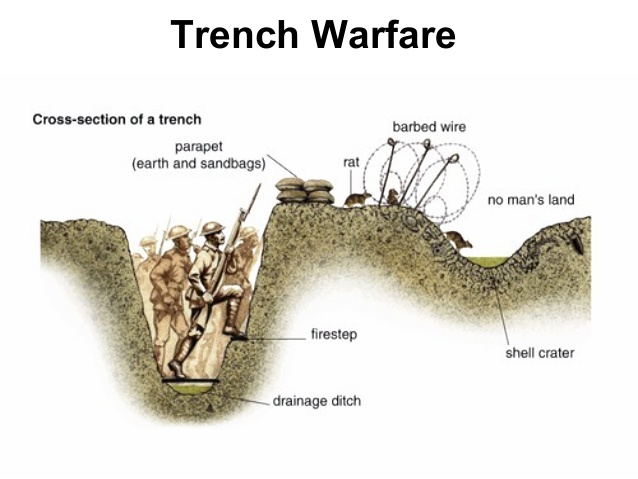 Trench Warfare
Cross-section of a trench
barbed wire
parapet
(earth and sandbags)
rat
no man's land
firestep
shell crater
drainage ditch